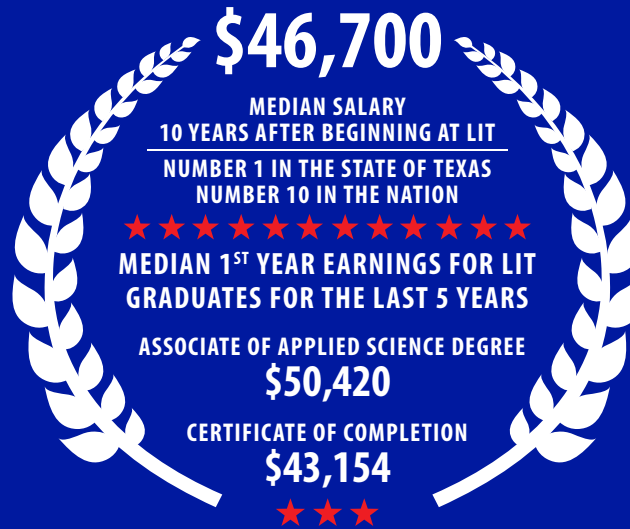 $46,700
MEDIAN SALARY
10 YEARS AFTER BEGINNING AT LIT
NUMBER 1 IN THE STATE OF TEXAS
NUMBER 10 IN THE NATION
MEDIAN 1ST YEAR EARNINGS FOR LIT
GRADUATES FOR THE LAST 5 YEARS
ASSOCIATE OF APPLIED SCIENCE DEGREE
$50,420
CERTIFICATE OF COMPLETION
$43,154